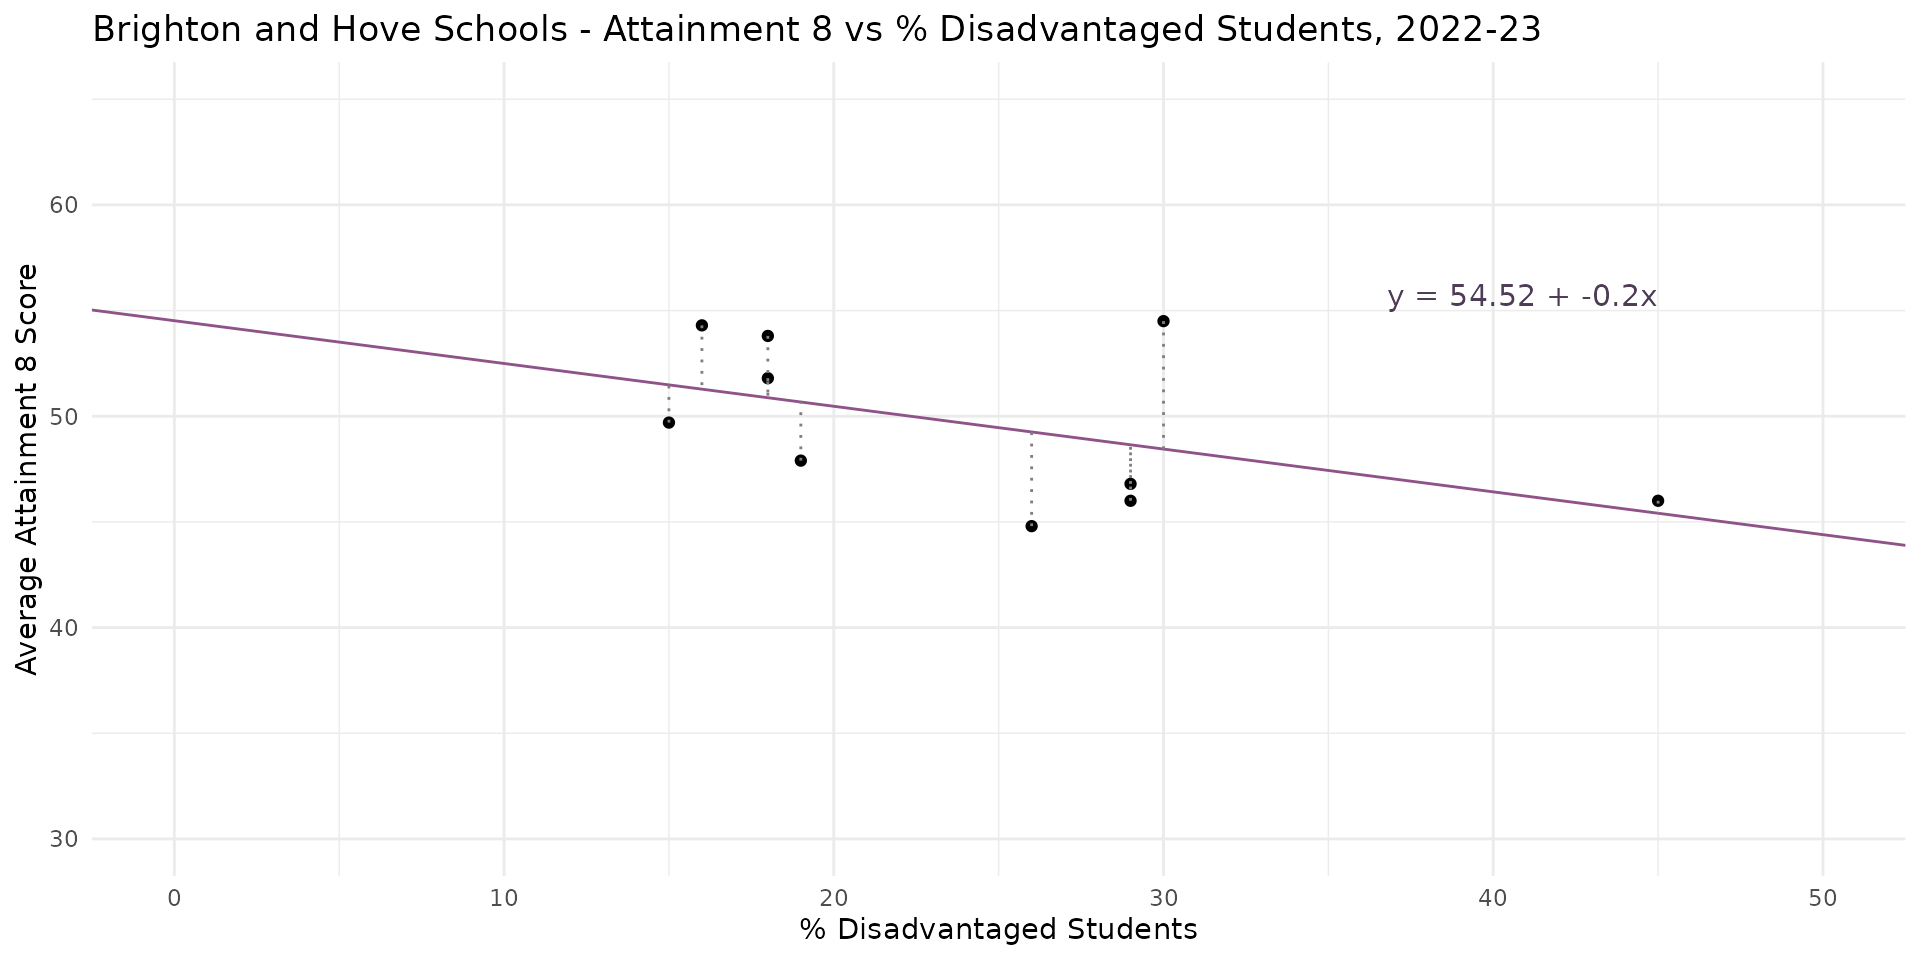 Brighton and Hove Schools - Attainment 8 vs % Disadvantaged Students, 2022-23
Average Attainment 8 Score
60
50
40
30
y = 54.52 + -0.2x
0 10 20 30 40 50
% Disadvantaged Students